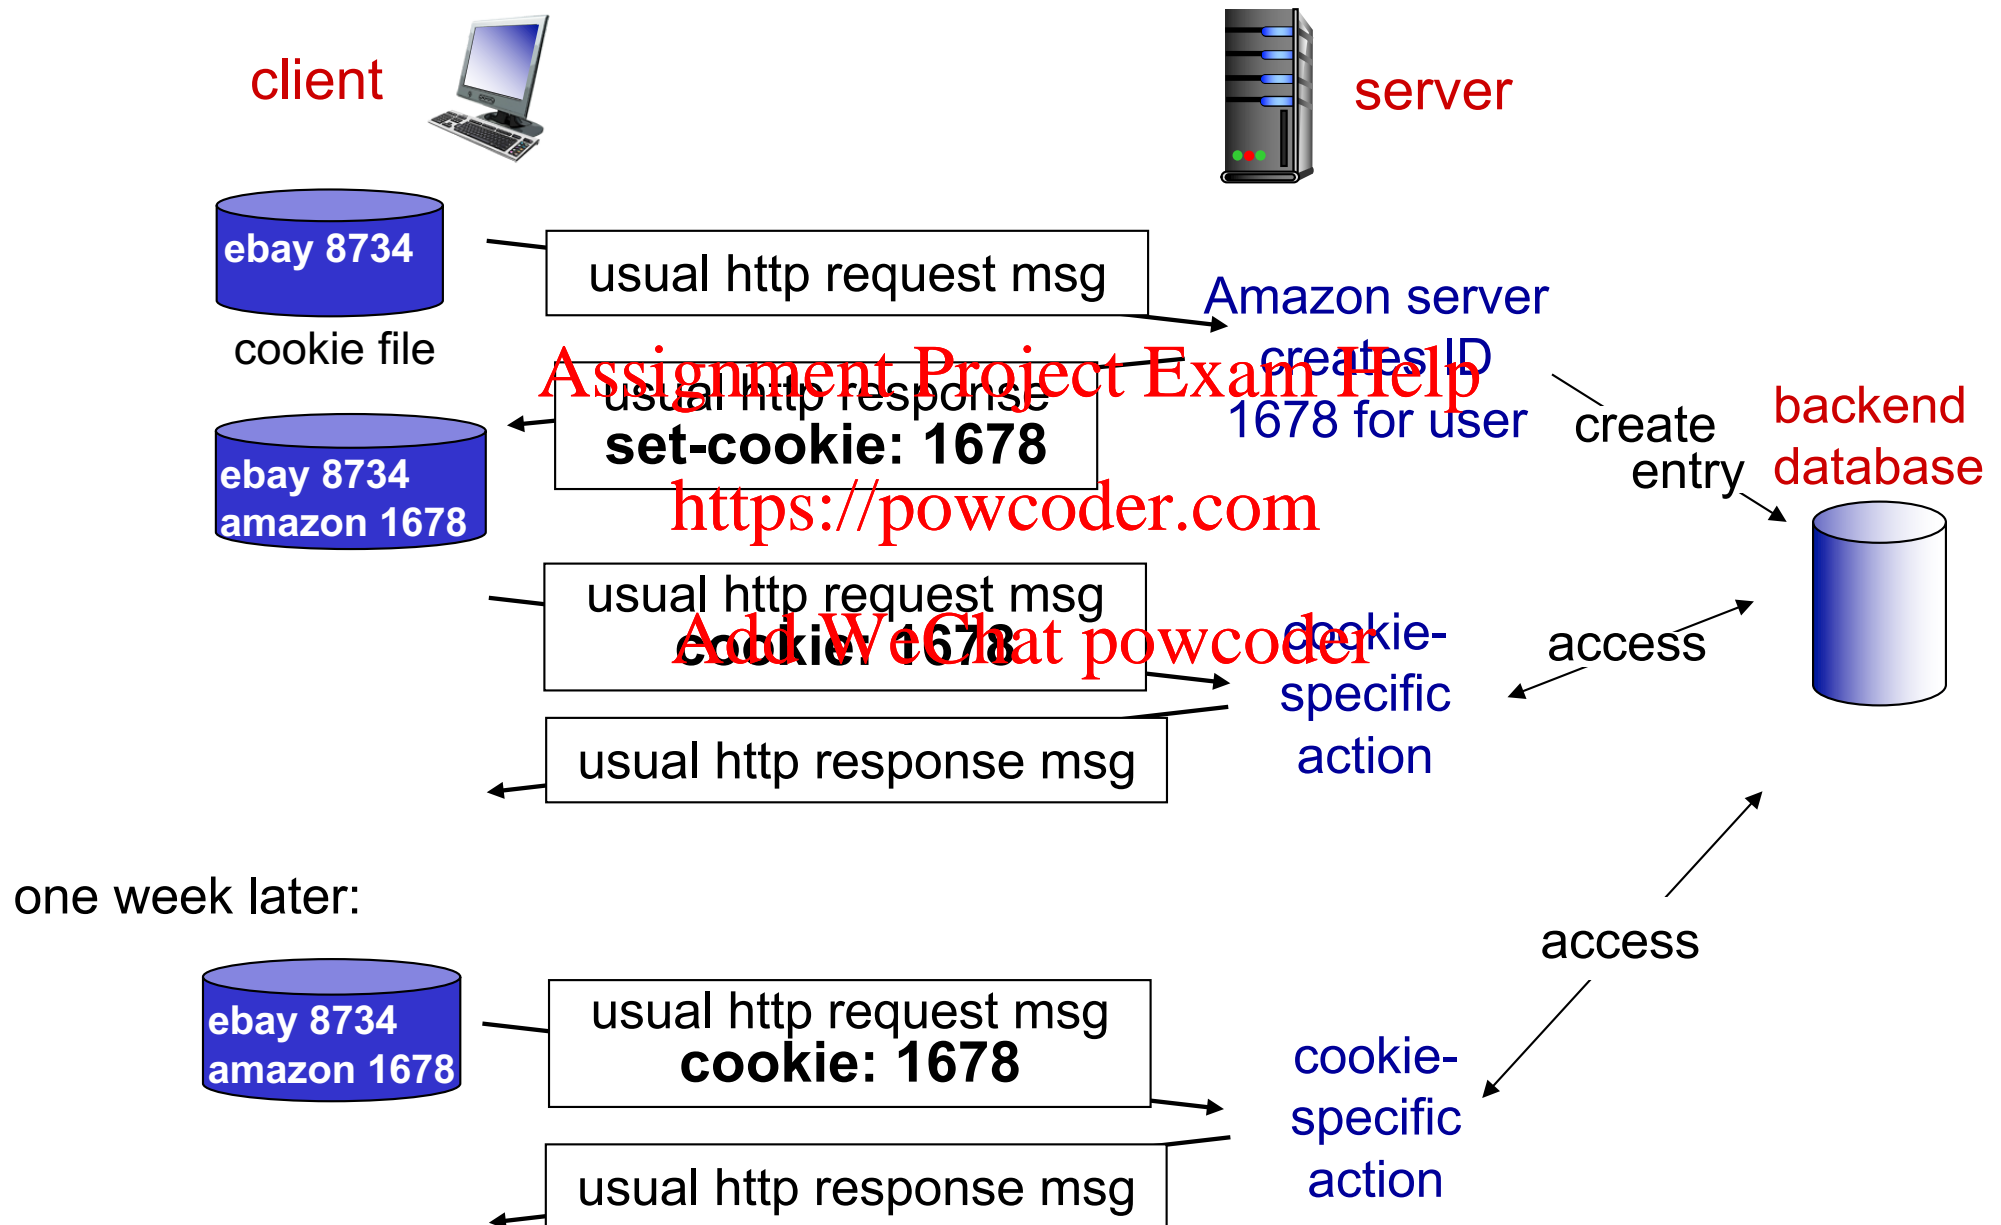 client
server
ebay 8734
cookie file
usual http request msg
Amazon server
creates ID
1678 for user
usual http response
set-cookie: 1678
Assignment Project Exam Help
create
entry
backend
database
ebay 8734
amazon 1678
https://powcoder.com
usual http request msg
cookie: 1678
Add WeChat powcoder
cookie-
specific
action
access
usual http response msg
one week later:
access
ebay 8734
amazon 1678
usual http request msg
cookie: 1678
cookie-
specific
action
usual http response msg